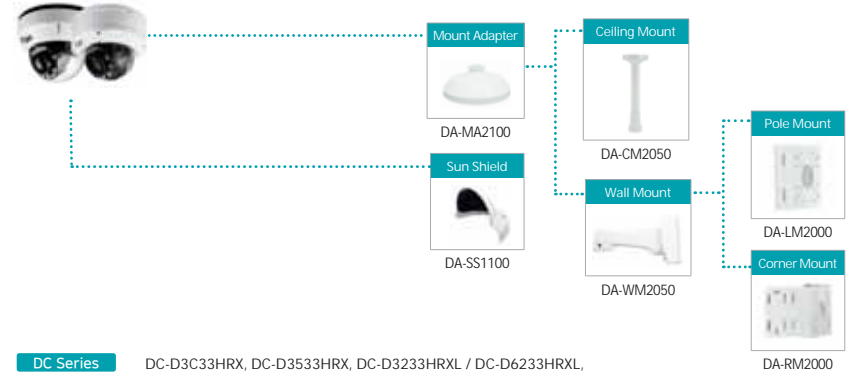 Mount Adapter
DA-MA2100
Sun Shield
DA-SS1100
Ceiling Mount
DA-CM2050
Wall Mount
DA-WM2050
Pole Mount
DA-LM2000
Corner Mount
DA-RM2000
DC Series
DC-D3C33HRX, DC-D3533HRX, DC-D3233HRXL / DC-D6233HRXL,